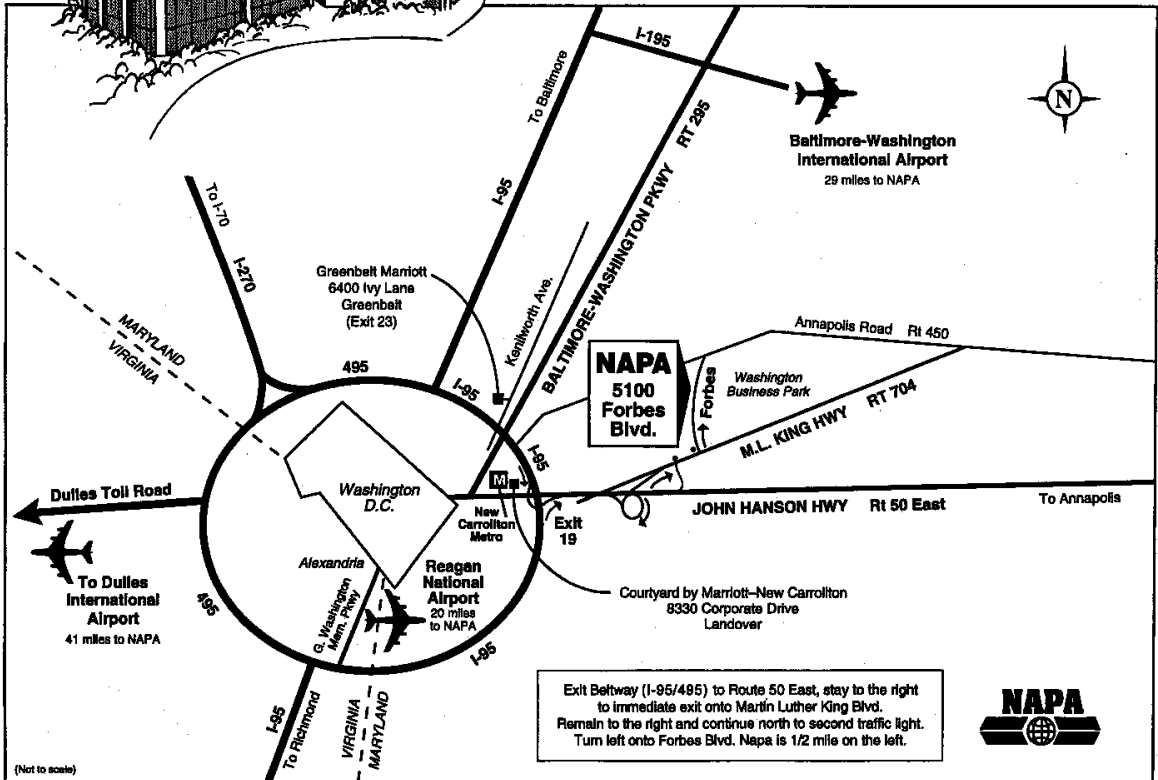 I-195
To Baltimore
RT 295
N
Baltimore-Washington
International Airport
29 miles to NAPA
To I-70
I-270
I-95
BALTIMORE-WASHINGTON PKWY
Greenbelt Marriott
6400 Ivy Lane
Greenbelt
(Exit 23)
Kenilworth Ave.
MARYLAND
VIRGINIA
495
I-95
NAPA
5100
Forbes
Blvd.
Forbes
Annapolis Road Rt 450
Washington
Business Park
M.L. KING HWY RT 704
I-95
Dulles Toll Road
Washington
D.C.
M
New
Carrollton
Metro
Exit
19
JOHN HANSON HWY Rt 50 East
To Annapolis
To Dulles
International
Airport
41 miles to NAPA
495
Alexandria
G. Washington
Mem. Pkwy
Reagan
National
Airport
20 miles
to NAPA
I-95
Courtyard by Marriott–New Carrollton
8330 Corporate Drive
Landover
I-95
To Richmond
VIRGINIA
MARYLAND
Exit Beltway (I-95/495) to Route 50 East, stay to the right
to immediate exit onto Martin Luther King Blvd.
Remain to the right and continue north to second traffic light.
Turn left onto Forbes Blvd. Napa is 1/2 mile on the left.
NAPA
(Not to scale)